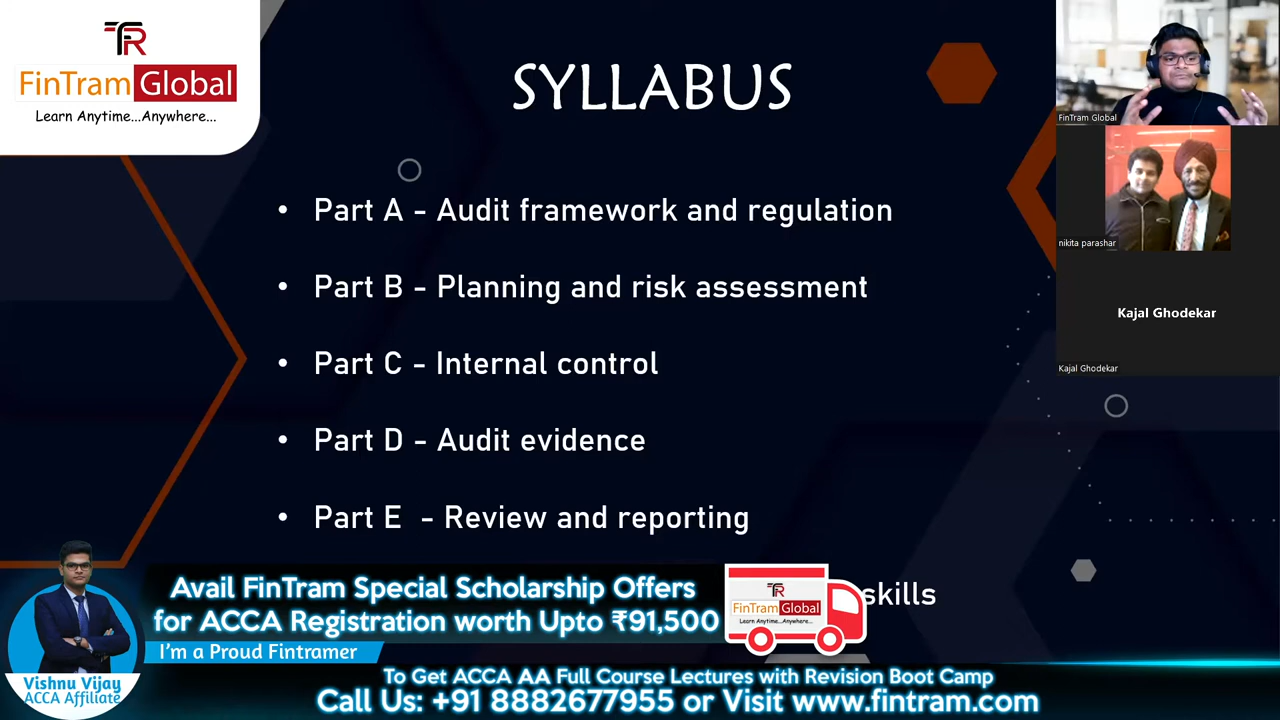 TR
FinTram Global
Learn Anytime...Anywhere...
SYLLABUS
• Part A - Audit framework and regulation
• Part B - Planning and risk assessment
• Part C - Internal control
• Part D - Audit evidence
• Part E - Review and reporting
skills
FinTram Global
nikita parashar
Kajal Ghodekar
Kajal Ghodekar
Avail FinTram Special Scholarship Offers
for ACCA Registration worth Upto ₹91,500
I'm a Proud Fintramer
FinTram Global
Learn Anytime...Anywhere...
Vishnu Vijay
ACCA Affiliate
To Get ACCA AA Full Course Lectures with Revision Boot Camp
Call Us: +91 8882677955 or Visit www.fintram.com